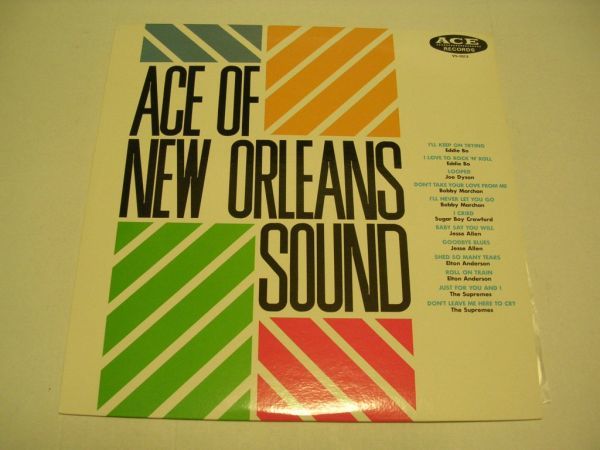 ACE OF
NEW ORLEANS
SOUND
ACE
RECORDS
I'LL KEEP ON TRYING
Eddie Bo
I LOVE TO ROCK 'N' ROLL
Eddie Bo
LOOPED
Joe Dyson
DON'T TAKE YOUR LOVE FROM ME
Bobby Marchan
I'LL NEVER LET YOU GO
Bobby Marchan
I CRIED
Sugar Boy Crawford
BABY SAY YOU WILL
Jesse Allen
GOODBYE BLUES
Jesse Allen
SHED SO MANY TEARS
Elton Anderson
ROLL ON TRAIN
Elton Anderson
JUST FOR YOU AND I
The Supremes
DON'T LEAVE ME HERE TO CRY
The Supremes